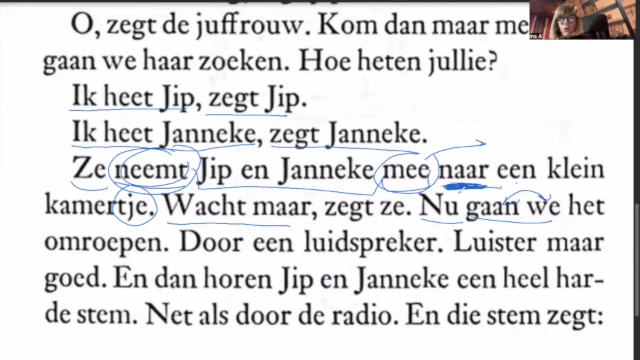 O, zegt de juffrouw. Kom dan maar me
gaan we haar zoeken. Hoe heten jullie?
Ik heet Jip, zegt Jip.
Ik heet Janneke, zegt Janneke.
Ze neemt Jip en Janneke mee naar een klein
kamertje. Wacht maar, zegt ze. Nu gaan we het
omroepen. Door een luidspreker. Luister maar
goed. En dan horen Jip en Janneke een heel har-
de stem. Net als door de radio. En die stem zegt: